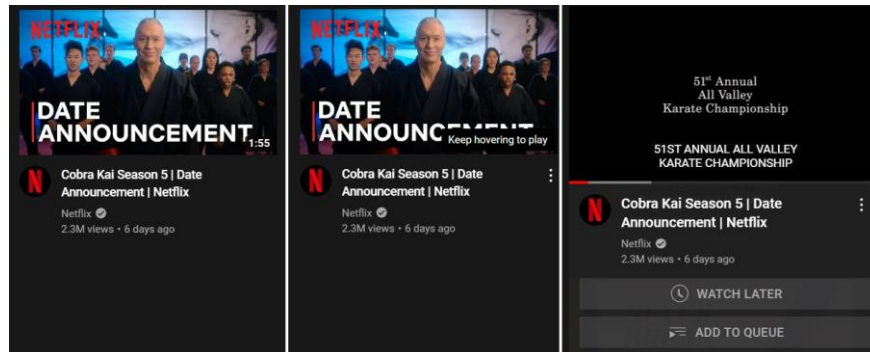 NETFLIX
DATE
ANNOUNCEMENT
1:55
N
Cobra Kai Season 5 | Date
Announcement | Netflix
Netflix
2.3M views • 6 days ago
NETFLIX
DATE
ANNOUNC
Keep hovering to play
N
Cobra Kai Season 5 | Date
Announcement | Netflix
Netflix
2.3M views • 6 days ago
51st Annual
All Valley
Karate Championship
51ST ANNUAL ALL VALLEY
KARATE CHAMPIONSHIP
N
Cobra Kai Season 5 | Date
Announcement | Netflix
Netflix
2.3M views • 6 days ago
WATCH LATER
ADD TO QUEUE